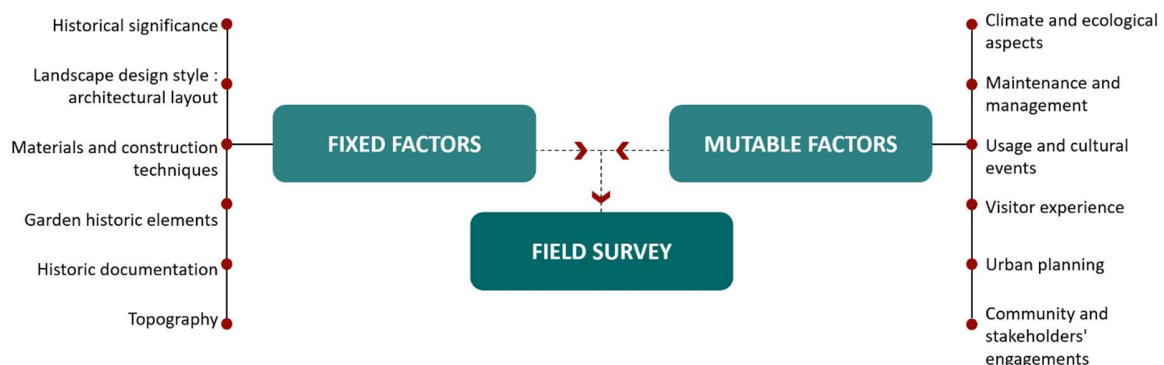 Historical significance
Landscape design style :
architectural layout
Materials and construction
techniques
Garden historic elements
Historic documentation
Topography
FIXED FACTORS
MUTABLE FACTORS
FIELD SURVEY
Climate and ecological
aspects
Maintenance and
management
Usage and cultural
events
Visitor experience
Urban planning
Community and
stakeholders'
engagements